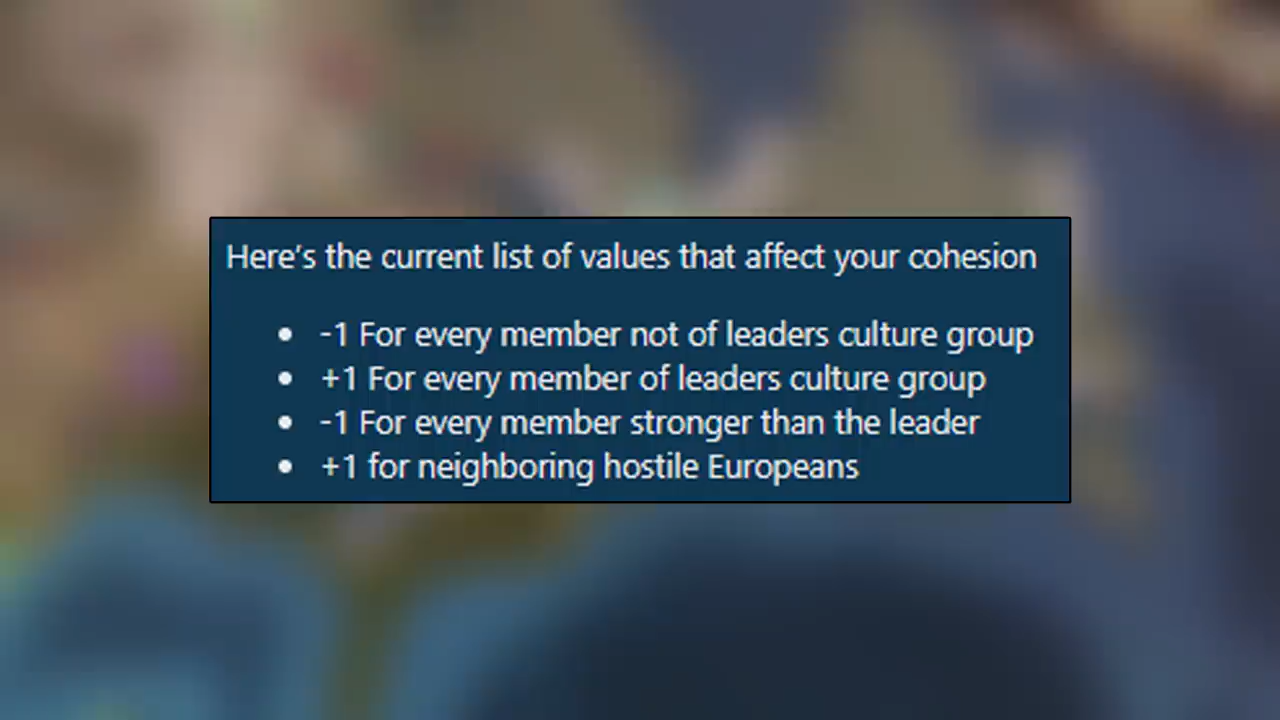 Here's the current list of values that affect your cohesion
• -1 For every member not of leaders culture group
• +1 For every member of leaders culture group
• -1 For every member stronger than the leader
• +1 for neighboring hostile Europeans